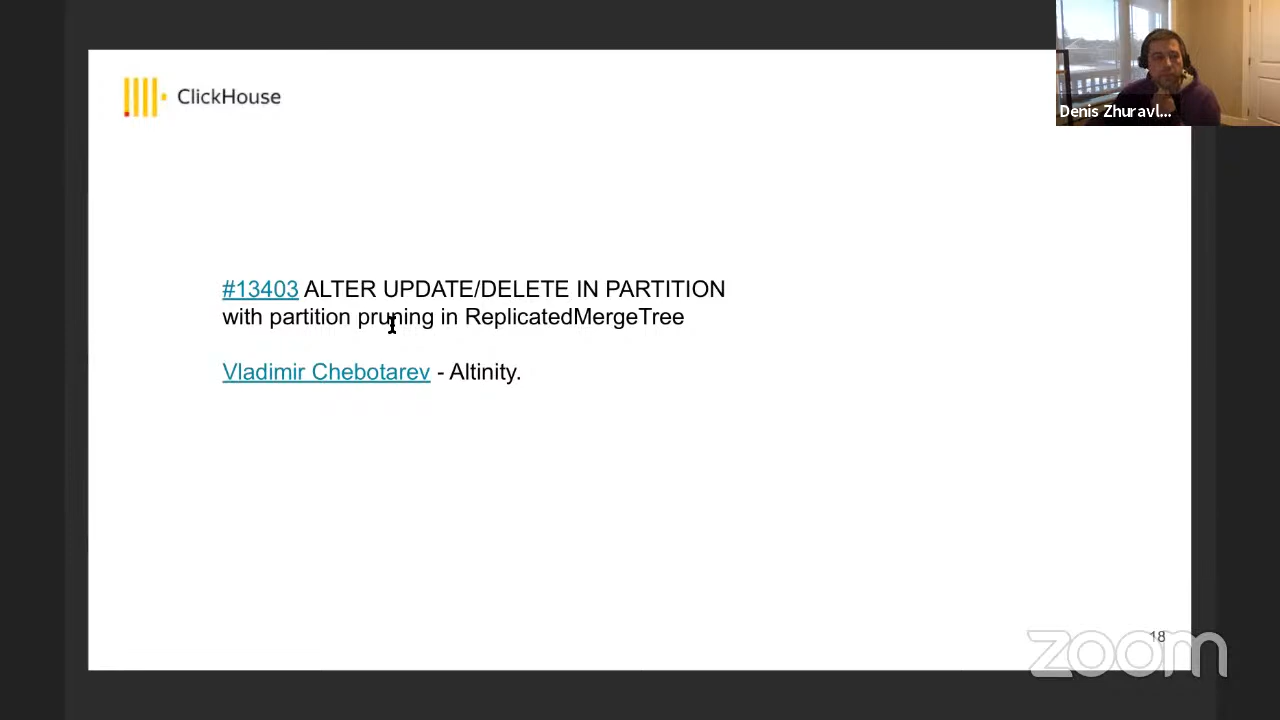 ClickHouse
Denis Zhuravl...
#13403 ALTER UPDATE/DELETE IN PARTITION
with partition pruning in ReplicatedMergeTree
Vladimir Chebotarev - Altinity.
18
zoom